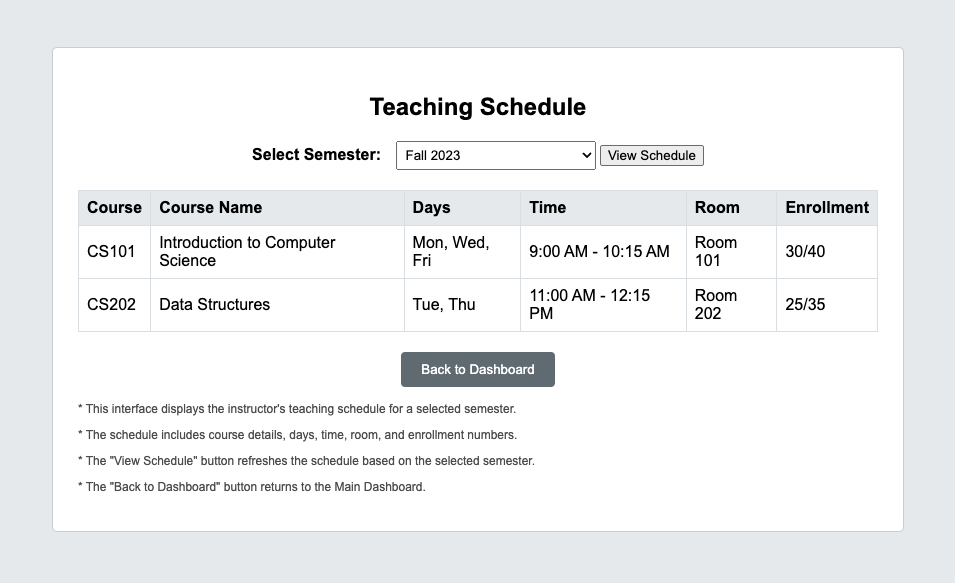 Teaching Schedule
Select Semester: Fall 2023 View Schedule
Course Course Name Days Time Room Enrollment
CS101 Introduction to Computer Science Mon, Wed, Fri 9:00 AM - 10:15 AM Room 101 30/40
CS202 Data Structures Tue, Thu 11:00 AM - 12:15 PM Room 202 25/35
Back to Dashboard
* This interface displays the instructor's teaching schedule for a selected semester.
* The schedule includes course details, days, time, room, and enrollment numbers.
* The "View Schedule" button refreshes the schedule based on the selected semester.
* The "Back to Dashboard" button returns to the Main Dashboard.